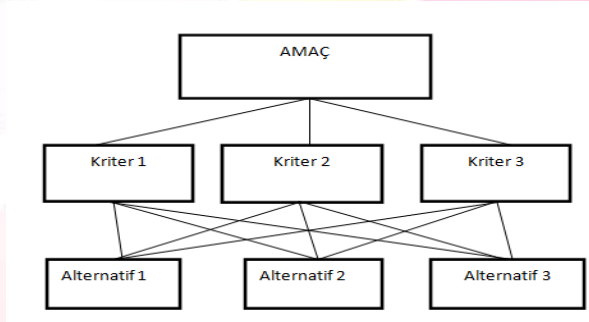 AMAÇ
Kriter 1
Kriter 2
Kriter 3
Alternatif 1
Alternatif 2
Alternatif 3